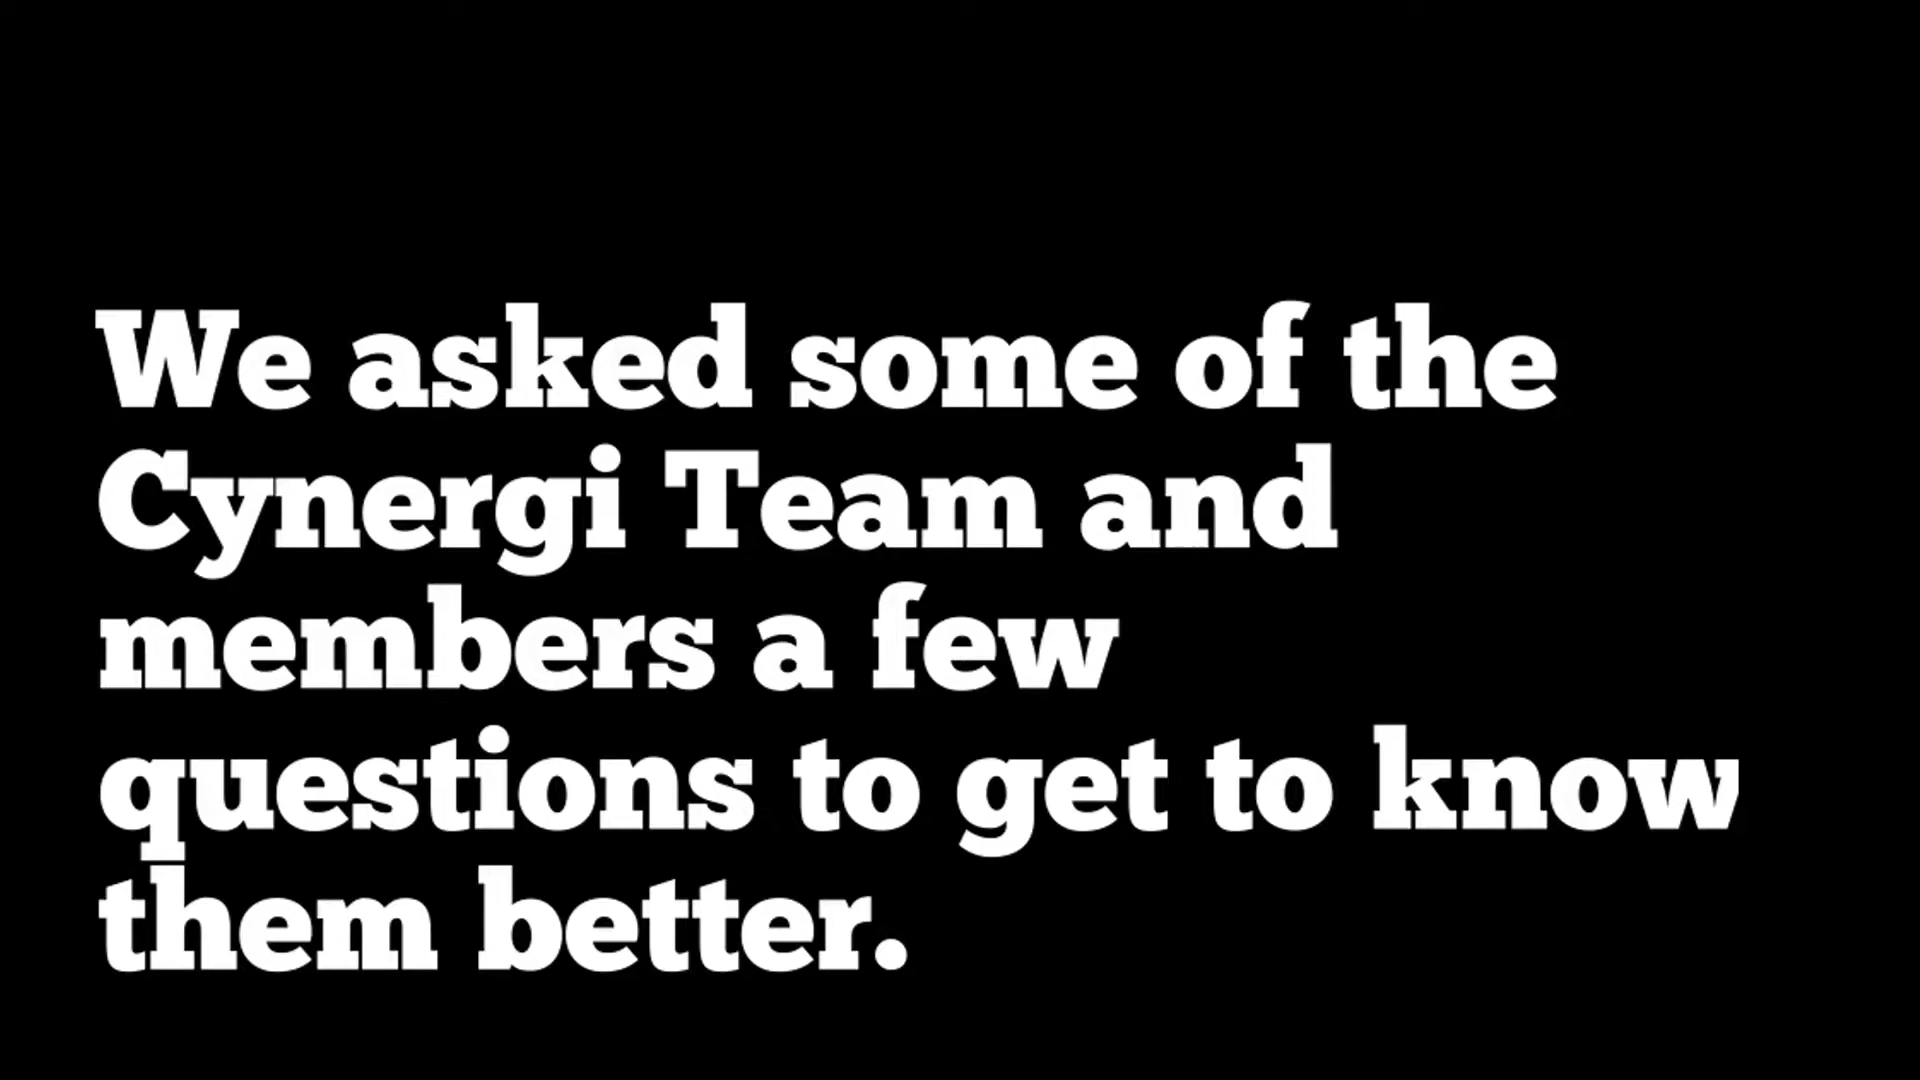 We asked some of the
Cynergi Team and
members a few
questions to get to know
them better.